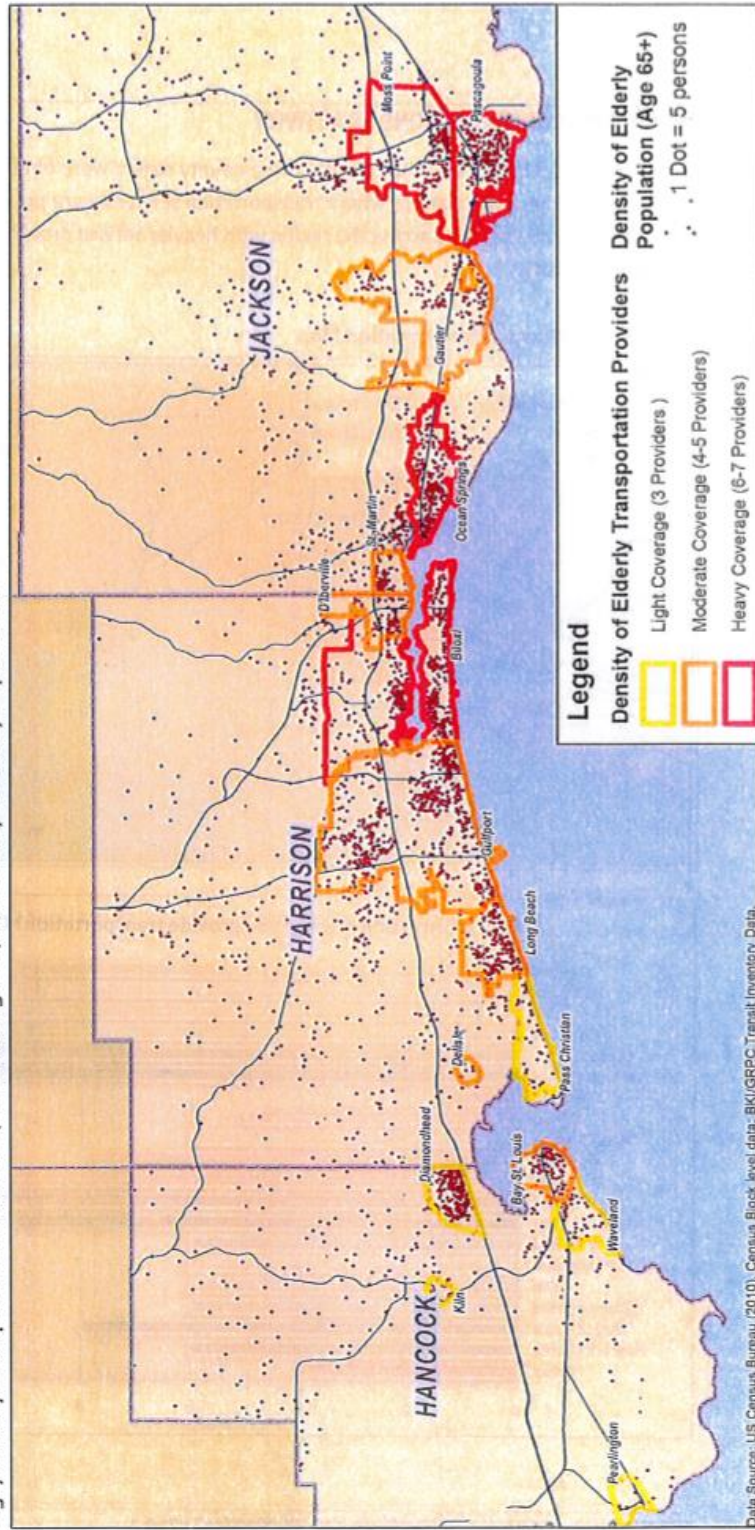 HANCOCK
HARRISON
JACKSON
Pearlington
Kiln
Diamondhead
Waveland
Bay St. Louis
Delisle
Pass Christian
Long Beach
Gulfport
Biloxi
D'Iberville
St. Martin
Ocean Springs
Gautier
Moss Point
Pascagoula
Legend
Density of Elderly Transportation Providers
Light Coverage (3 Providers )
Moderate Coverage (4-5 Providers)
Heavy Coverage (6-7 Providers)
Density of Elderly
Population (Age 65+)
1 Dot = 5 persons
Data Source: US Census Bureau (2010) Census Block level data; BKI/GRPC Transit Inventory Data.